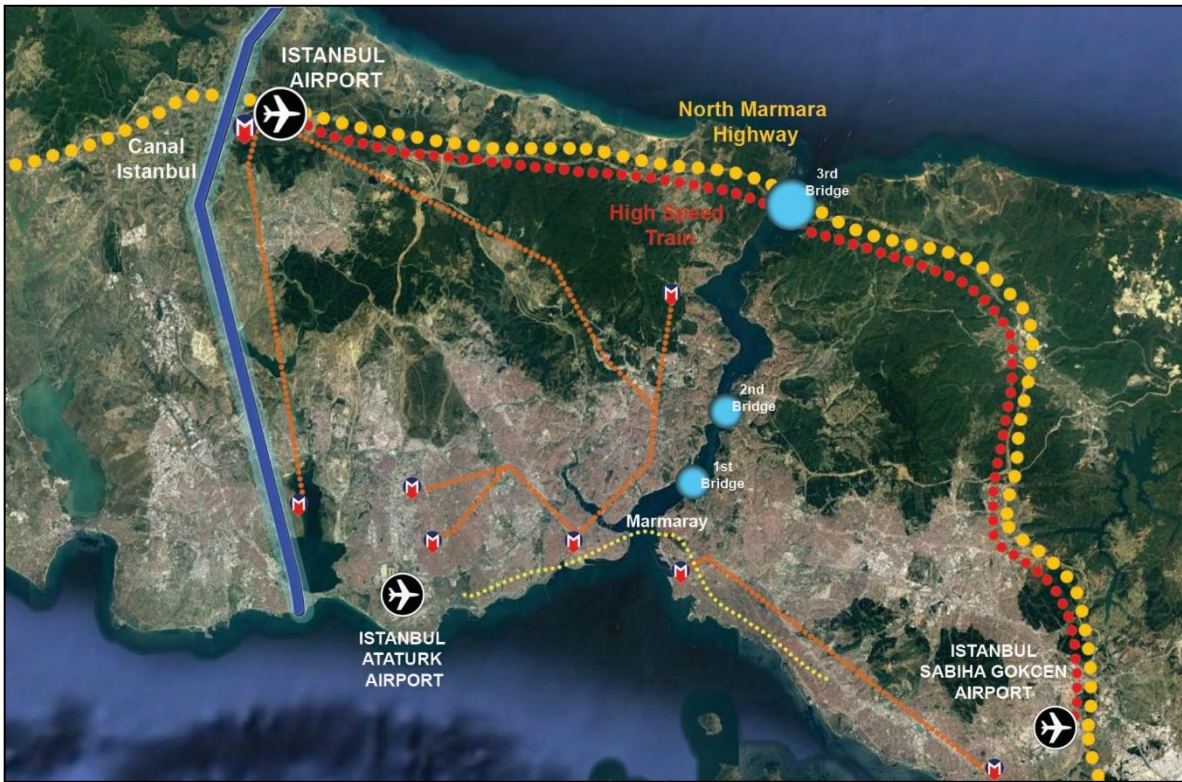 ISTANBUL
AIRPORT
M
Canal
Istanbul
North Marmara
Highway
3rd
Bridge
High Speed
Train
M
2nd
Bridge
1st
Bridge
M
M
M
M
Marmaray
M
ISTANBUL
ATATURK
AIRPORT
ISTANBUL
SABIHA GOKCEN
AIRPORT
M